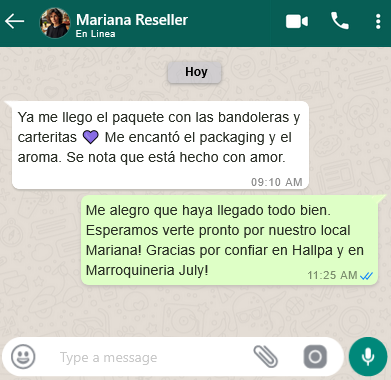 Mariana Reseller
En Linea
Hoy
Ya me llego el paquete con las bandoleras y
carteritas 💜 Me encantó el packaging y el
aroma. Se nota que está hecho con amor.
09:10 AM
Me alegro que haya llegado todo bien.
Esperamos verte pronto por nuestro local
Mariana! Gracias por confiar en Hallpa y en
Marroquineria July!
11:25 AM
Type a message